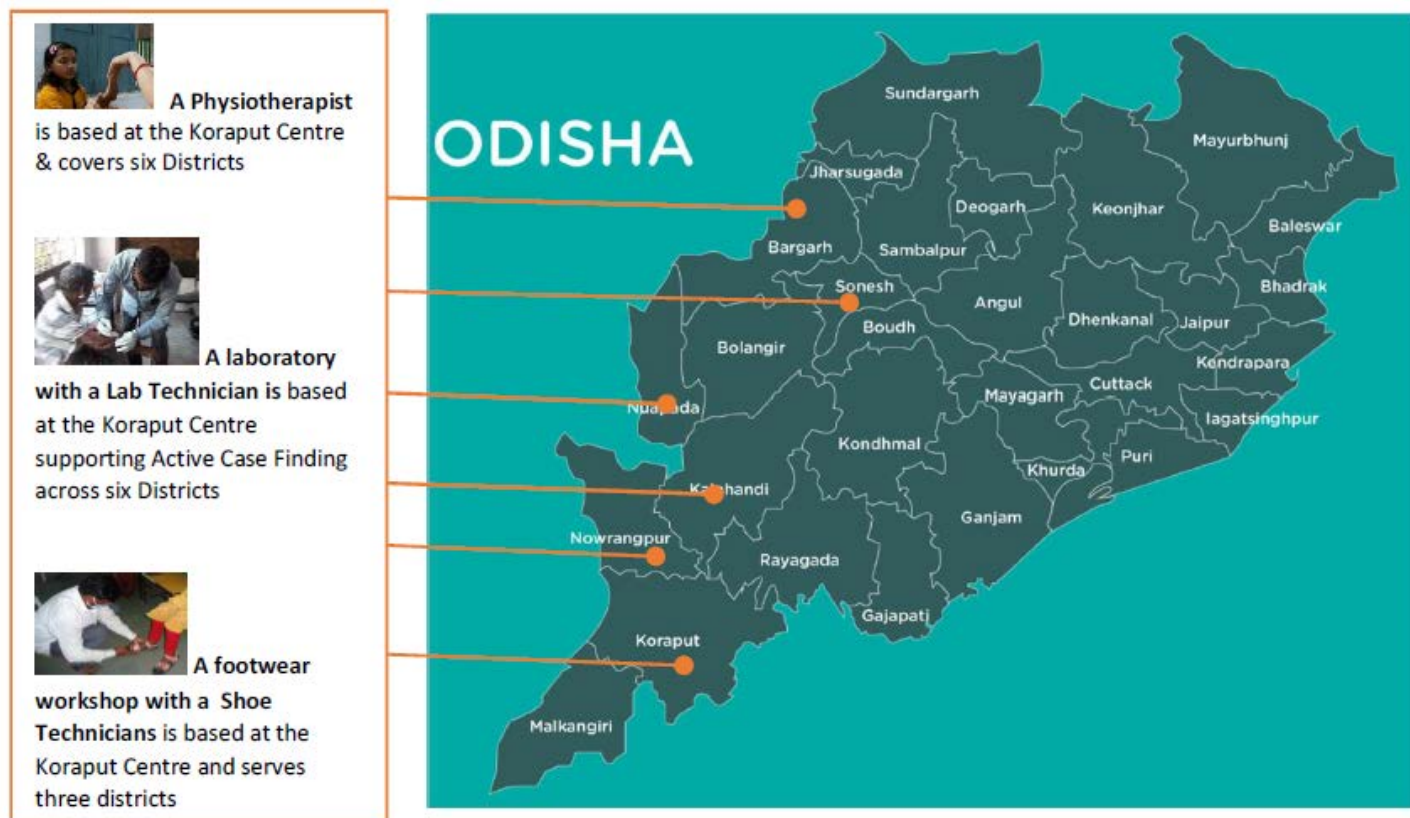 A Physiotherapist
is based at the Koraput Centre
& covers six Districts
A laboratory
with a Lab Technician is based
at the Koraput Centre
supporting Active Case Finding
across six Districts
A footwear
workshop with a Shoe
Technicians is based at the
Koraput Centre and serves
three districts
ODISHA
Sundargarh
Mayurbhunj
Jharsugada
Deogarh
Keonjhar
Baleswar
Bargarh
Sambalpur
Sonesh
Bhadrak
Angul
Dhenkanal
Jaipur
Boudh
Bolangir
Kendrapara
Cuttack
Mayagarh
Nuapada
Iagatsinghpur
Kondhmal
Puri
Khurda
Kalahandi
Ganjam
Nowrangpur
Rayagada
Gajapati
Koraput
Malkangiri